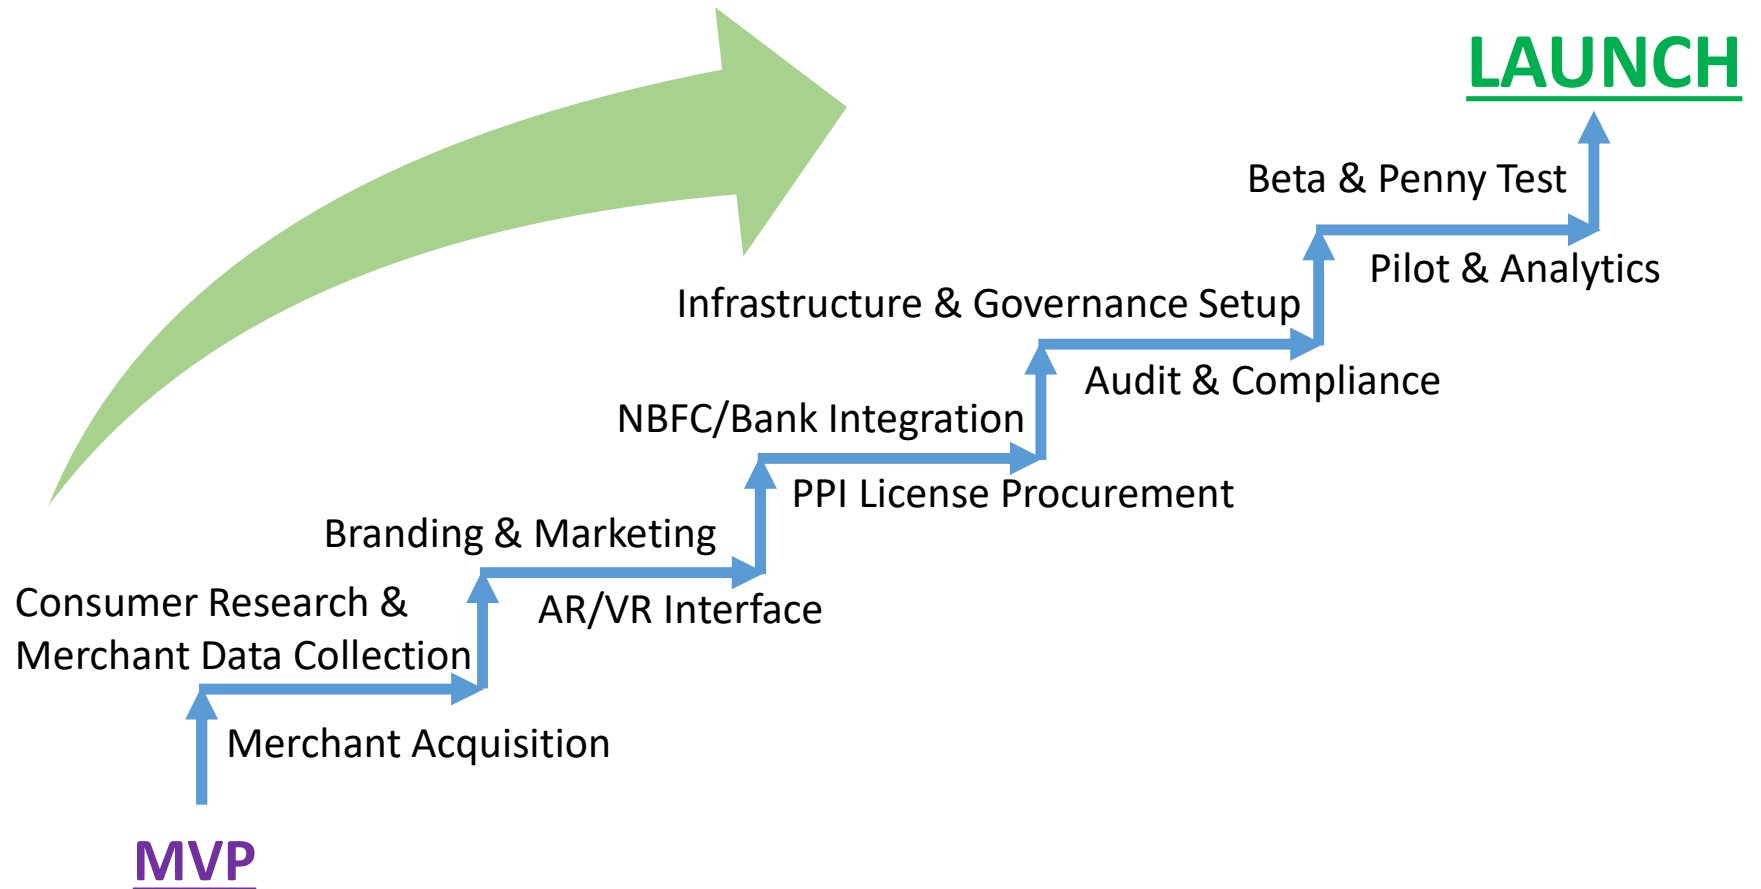 LAUNCH
Beta & Penny Test
Pilot & Analytics
Infrastructure & Governance Setup
Audit & Compliance
NBFC/Bank Integration
PPI License Procurement
Branding & Marketing
AR/VR Interface
Consumer Research &
Merchant Data Collection
Merchant Acquisition
MVP